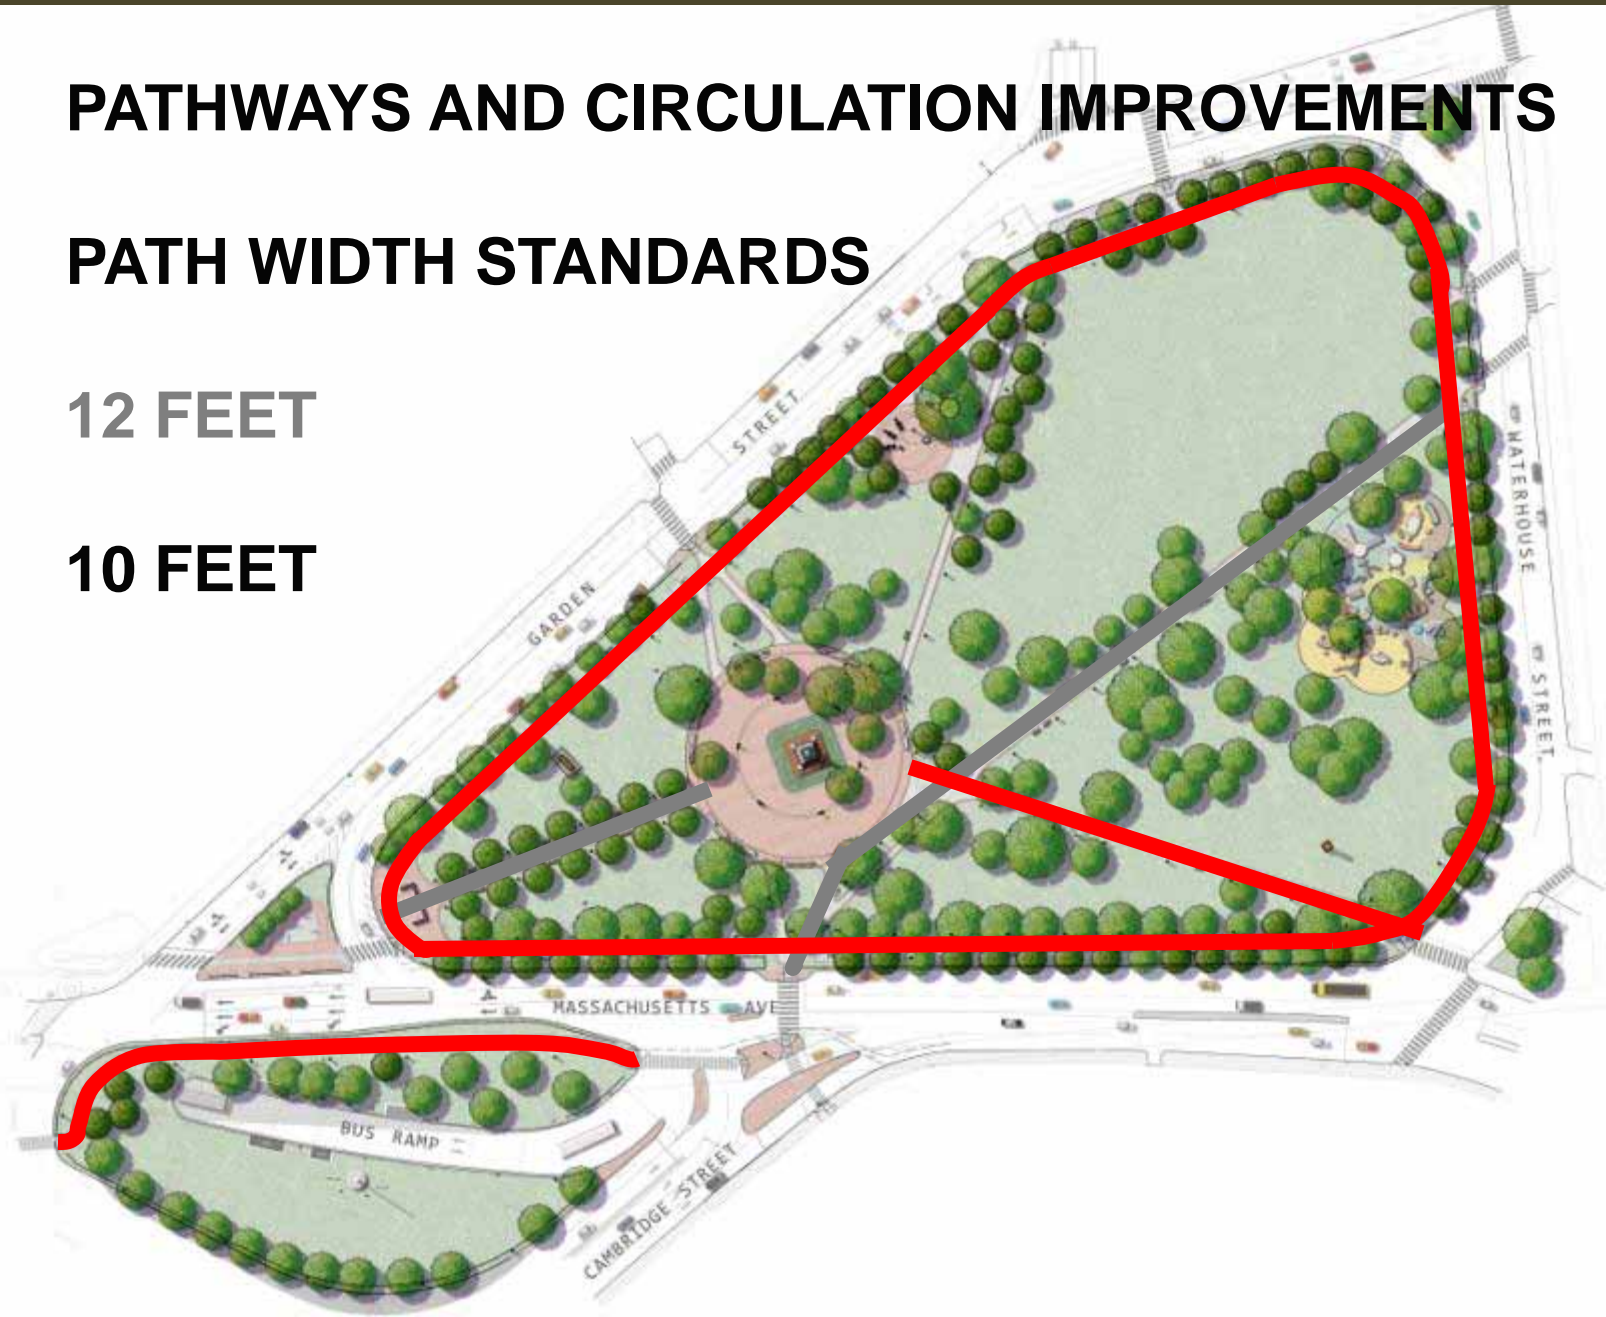 PATHWAYS AND CIRCULATION IMPROVEMENTS
PATH WIDTH STANDARDS
12 FEET
10 FEET
GARDEN STREET
WATERHOUSE STREET
MASSACHUSETTS AVE
BUS RAMP
CAMBRIDGE STREET